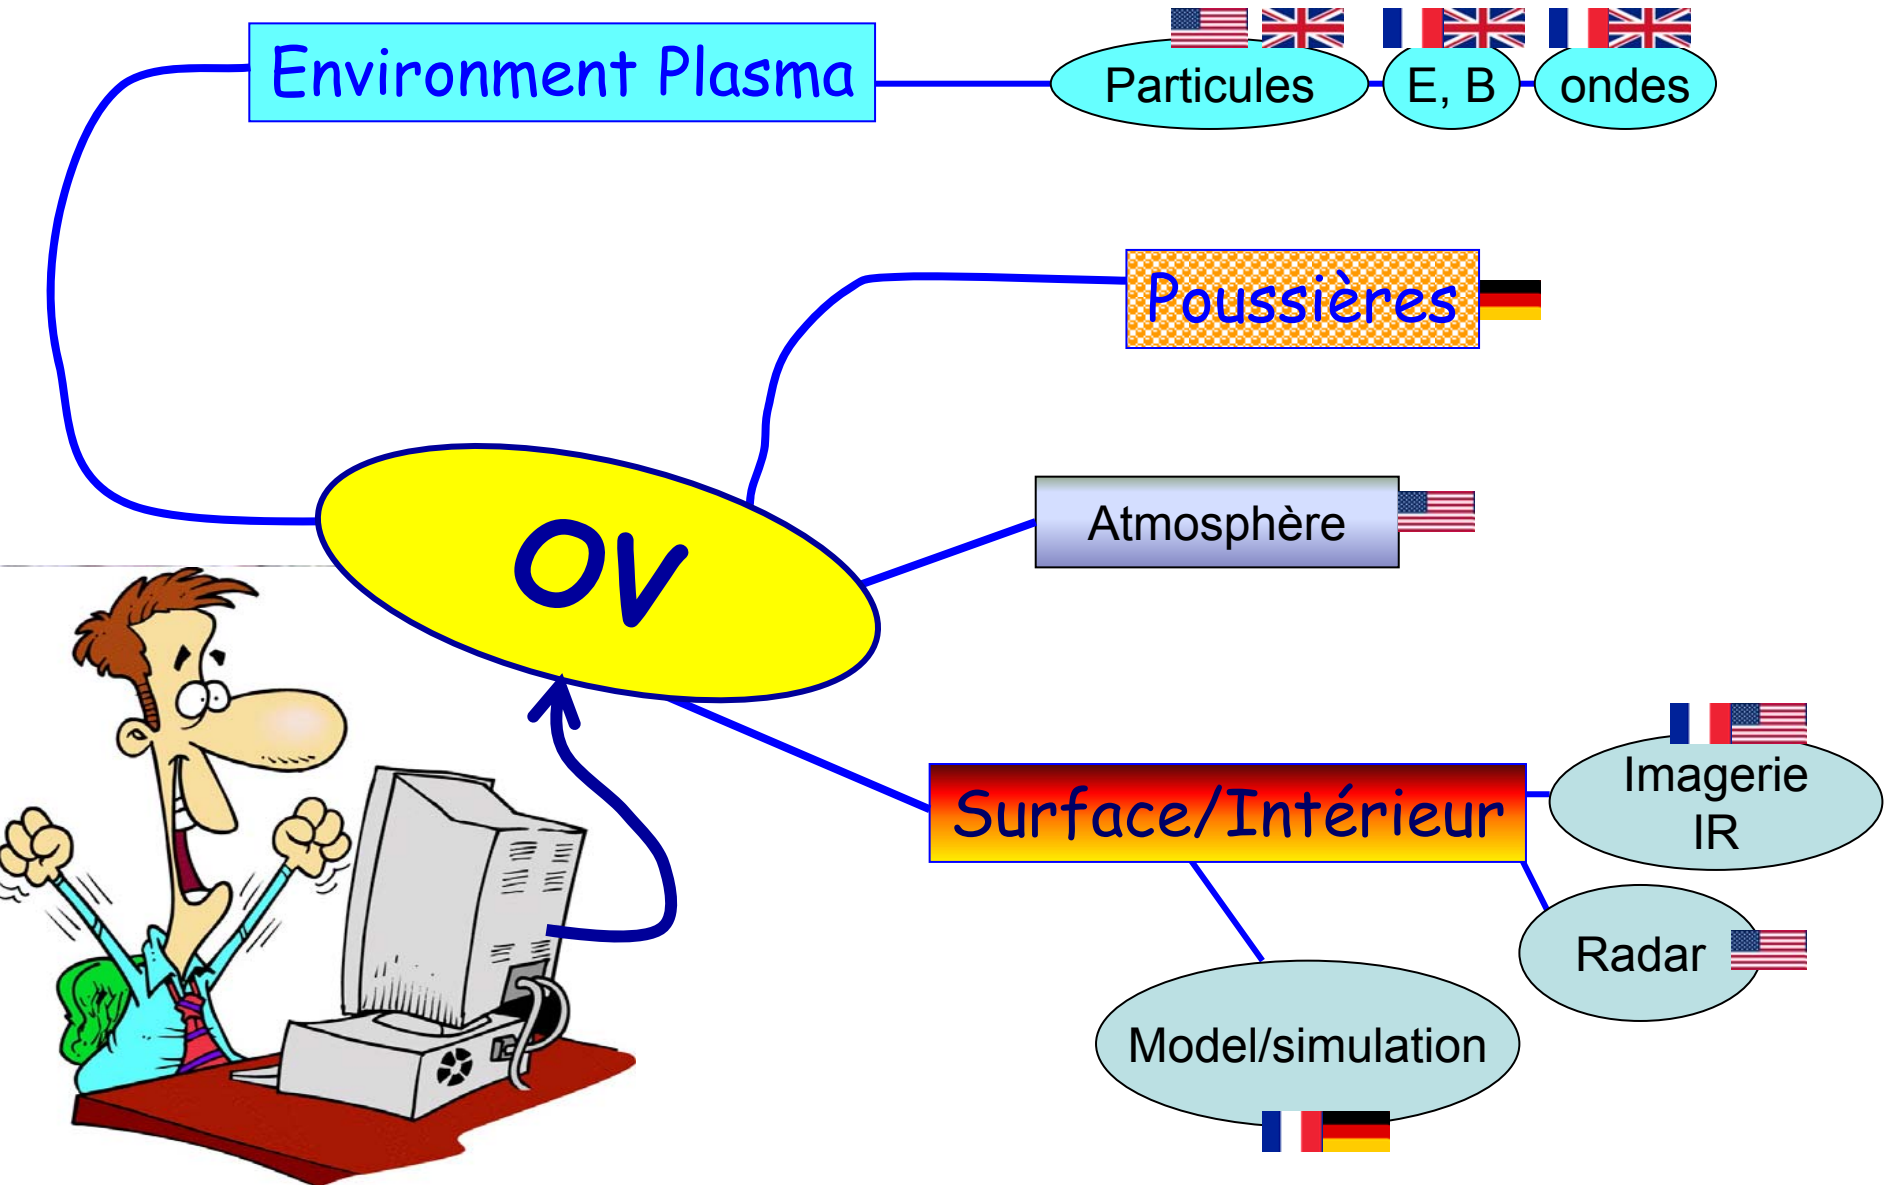 Environment Plasma
Particules
E, B
ondes
Poussières
Atmosphère
OV
Surface/Intérieur
Imagerie
IR
Radar
Model/simulation